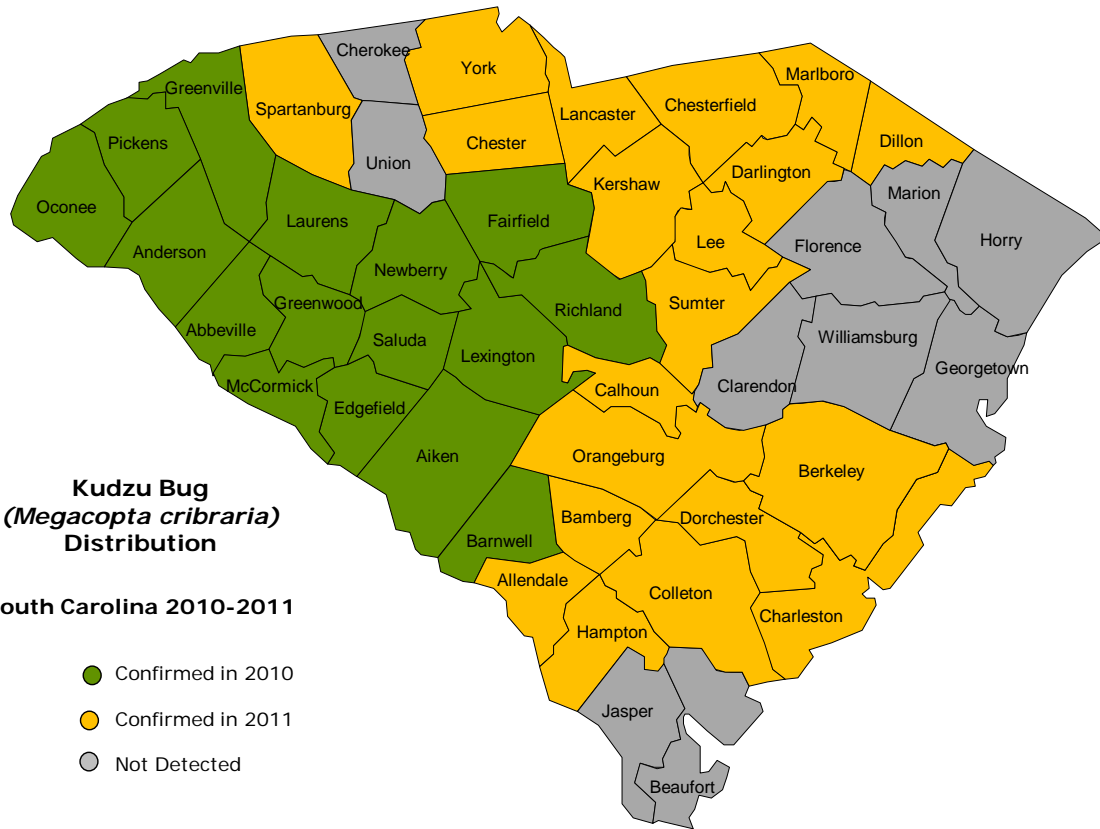 Cherokee
York
Marlboro
Greenville
Spartanburg
Lancaster
Chesterfield
Pickens
Chester
Dillon
Union
Darlington
Kershaw
Marion
Oconee
Laurens
Fairfield
Lee
Florence
Horry
Anderson
Newberry
Greenwood
Richland
Sumter
Abbeville
Saluda
Williamsburg
Lexington
Georgetown
McCormick
Calhoun
Clarendon
Edgefield
Aiken
Orangeburg
Berkeley
Kudzu Bug
(Megacopta cribraria)
Distribution
Bamberg
Dorchester
Barnwell
Allendale
Colleton
outh Carolina 2010-2011
Charleston
Hampton
Confirmed in 2010
Jasper
Confirmed in 2011
Not Detected
Beaufort